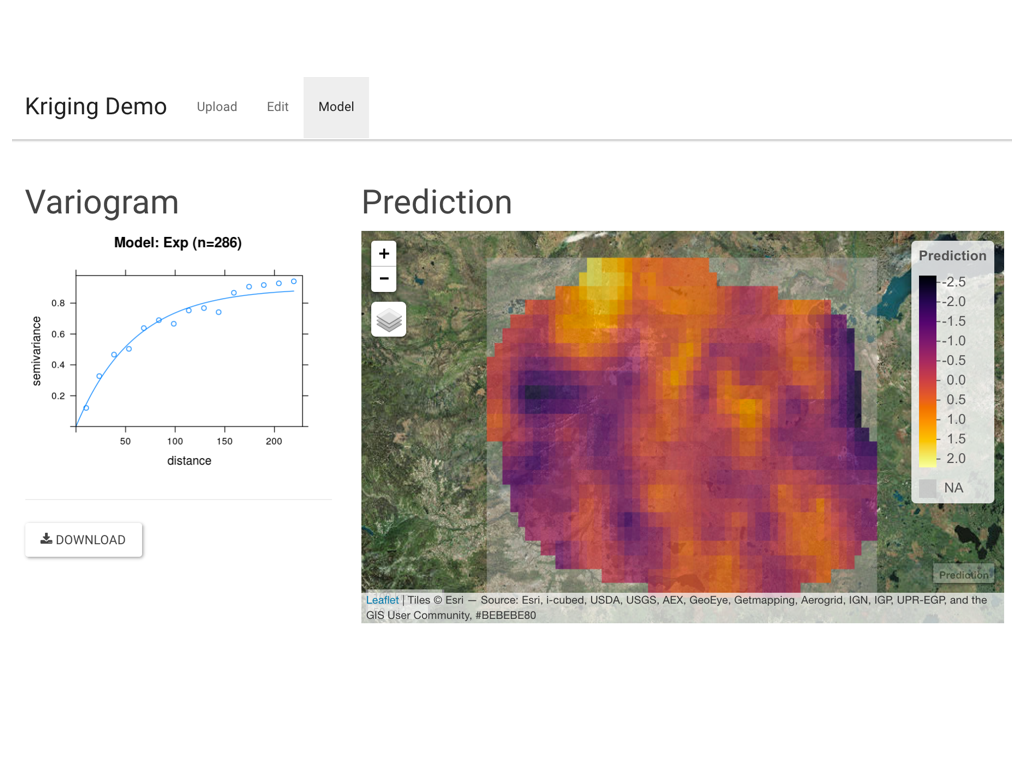 Kriging Demo Upload Edit Model
Variogram
Model: Exp (n=286)
0.8
0.6
0.4
0.2
semivariance
50 100 150 200
distance
DOWNLOAD
Prediction
+
−
Prediction
-2.5
-2.0
-1.5
-1.0
-0.5
0.0
0.5
1.0
1.5
2.0
NA
Prediction
Leaflet | Tiles © Esri — Source: Esri, i-cubed, USDA, USGS, AEX, GeoEye, Getmapping, Aerogrid, IGN, IGP, UPR-EGP, and the
GIS User Community, #BEBEBE80